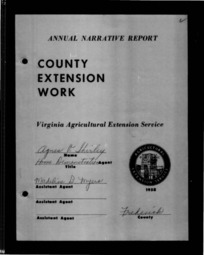 ANNUAL NARRATIVE REPORT
COUNTY
EXTENSION
WORK
Virginia Agricultural Extension Service
Agnes D Shirley
Name
Home Demonstration Agent
Title
Madeline D. Myers
Assistant Agent
Assistant Agent
Assistant Agent
1958
Frederick
County